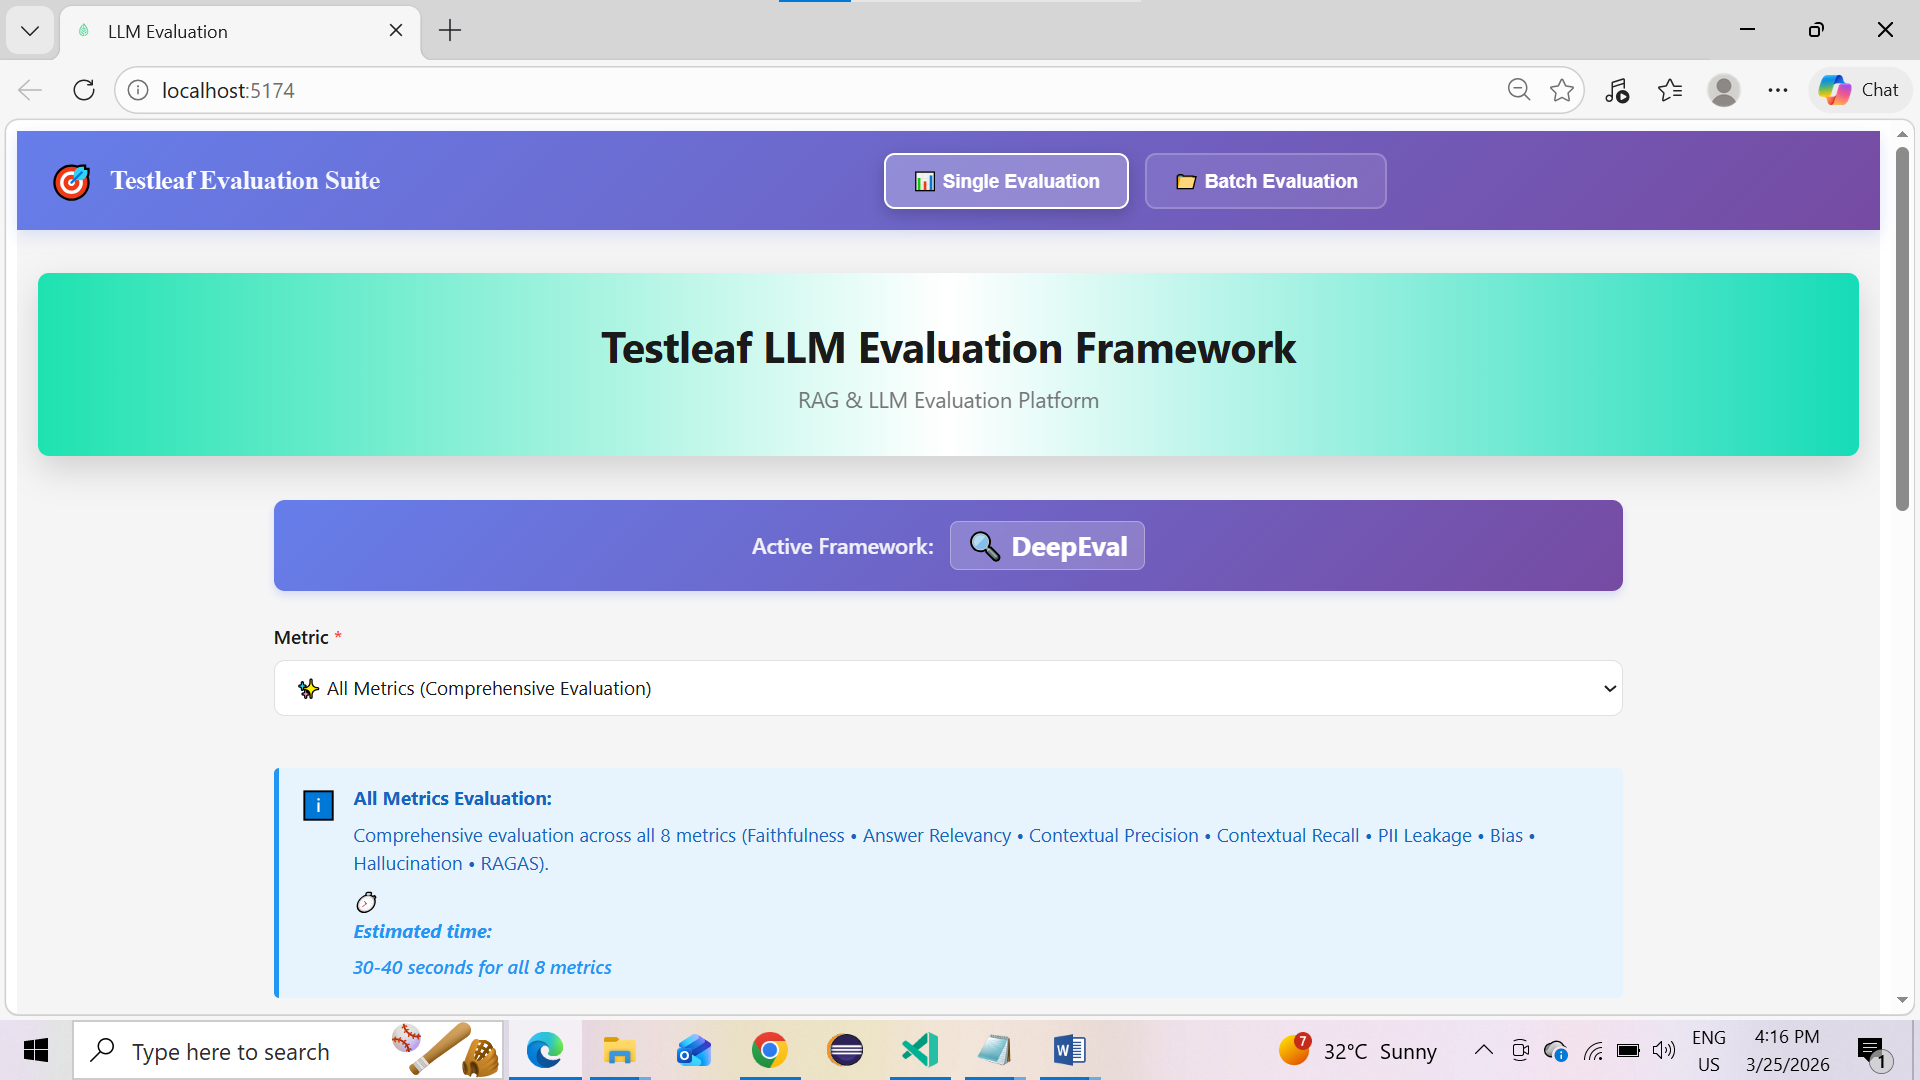 LLM Evaluation
localhost:5174
Chat
Testleaf Evaluation Suite
Single Evaluation
Batch Evaluation
Testleaf LLM Evaluation Framework
RAG & LLM Evaluation Platform
Active Framework:
DeepEval
Metric *
All Metrics (Comprehensive Evaluation)
i
All Metrics Evaluation:
Comprehensive evaluation across all 8 metrics (Faithfulness • Answer Relevancy • Contextual Precision • Contextual Recall • PII Leakage • Bias •
Hallucination • RAGAS).
Estimated time:
30-40 seconds for all 8 metrics
Type here to search
7
32°C Sunny
ENG
US
4:16 PM
3/25/2026
1